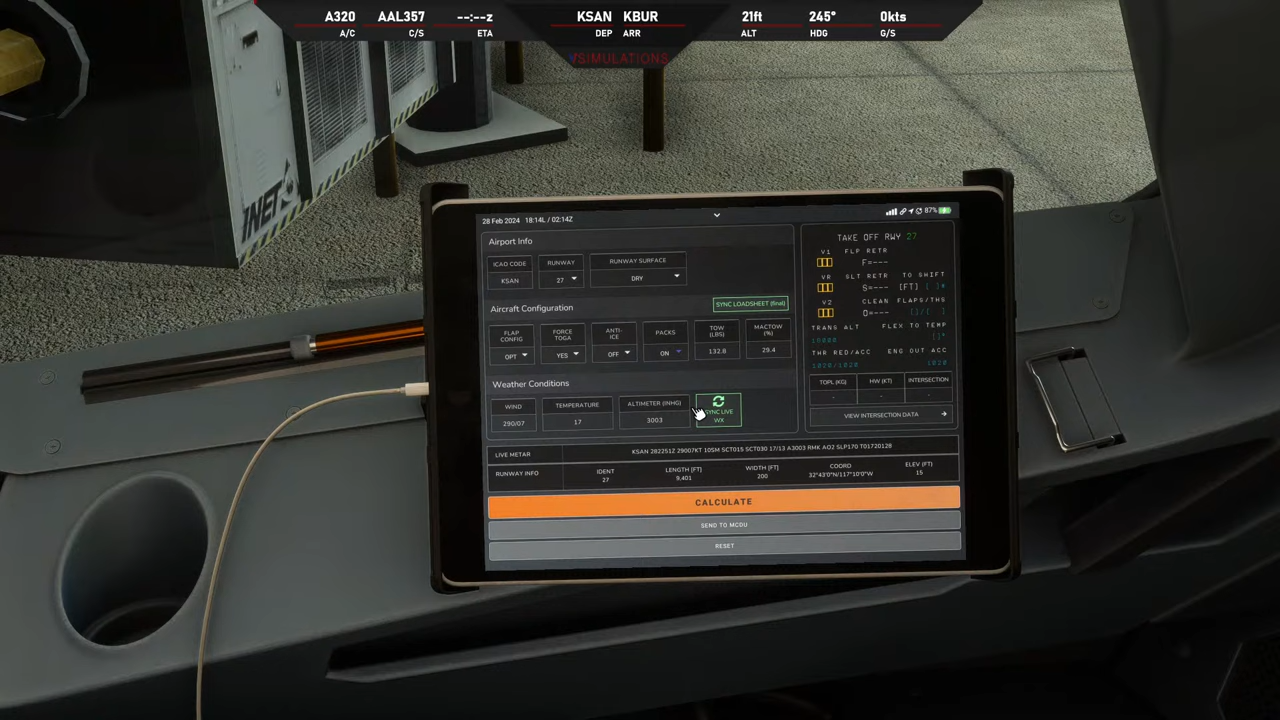 A320 AAL357 --:--z KSAN KBUR 21ft 245° 0kts
A/C C/S ETA DEP ARR ALT HDG G/S
VSIMULATIONS
INET
28 Feb 2024 18:14L / 02:14Z 87%
Airport Info
ICAO CODE RUNWAY RUNWAY SURFACE
KSAN 27 DRY
Aircraft Configuration SYNC LOADSHEET (final)
FLAP CONFIG FORCE TOGA ANTI-ICE PACKS TOW (LBS) MACTOW (%)
OPT YES OFF ON 132.8 29.4
Weather Conditions
WIND TEMPERATURE ALTIMETER (INHG) SYNC LIVE WX
290/07 17 3003
TAKE OFF RWY 27
V1 FLP RETR
F=---
VR SLT RETR TO SHIFT
S=--- [FT] [ ]*
V2 CLEAN FLAPS/THS
O=--- []/[ ]
TRANS ALT FLEX TO TEMP
10000 []°
THR RED/ACC ENG OUT ACC
1020/1020 1020
TOPL (KG) HW (KT) INTERSECTION
- - -
VIEW INTERSECTION DATA
LIVE METAR KSAN 282251Z 29007KT 10SM SCT015 SCT030 17/13 A3003 RMK AO2 SLP170 T01720128
RUNWAY INFO IDENT LENGTH [FT] WIDTH [FT] COORD ELEV (FT)
27 9,401 200 32°43'0"N/117°10'0"W 15
CALCULATE
SEND TO MCDU
RESET